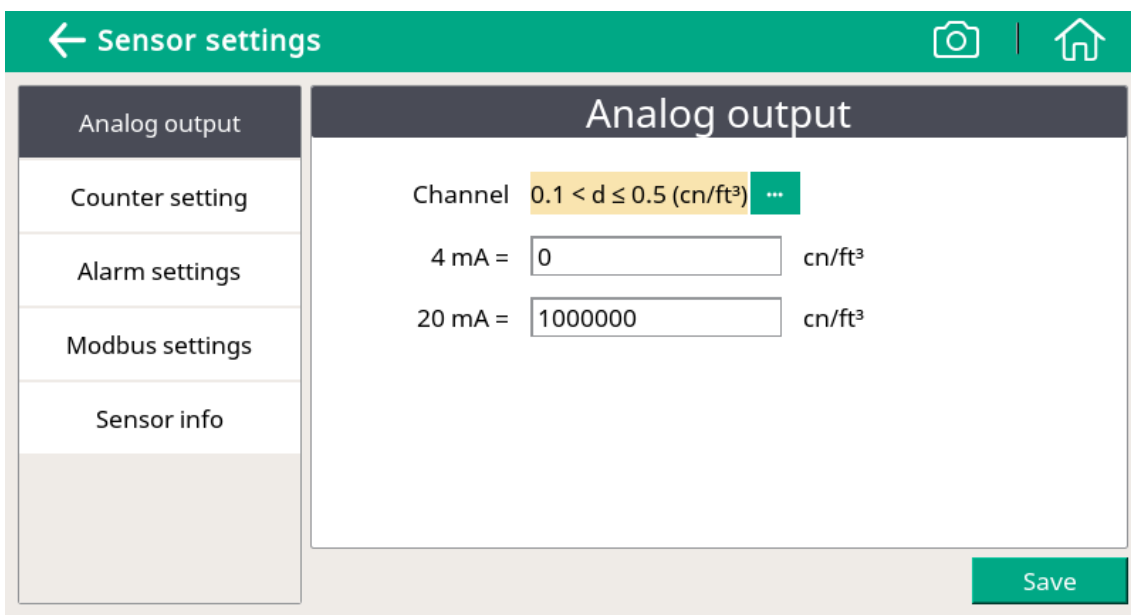 Sensor settings
Analog output
Counter setting
Alarm settings
Modbus settings
Sensor info
Analog output
Channel 0.1 < d ≤ 0.5 (cn/ft³) ...
4 mA = 0 cn/ft³
20 mA = 1000000 cn/ft³
Save